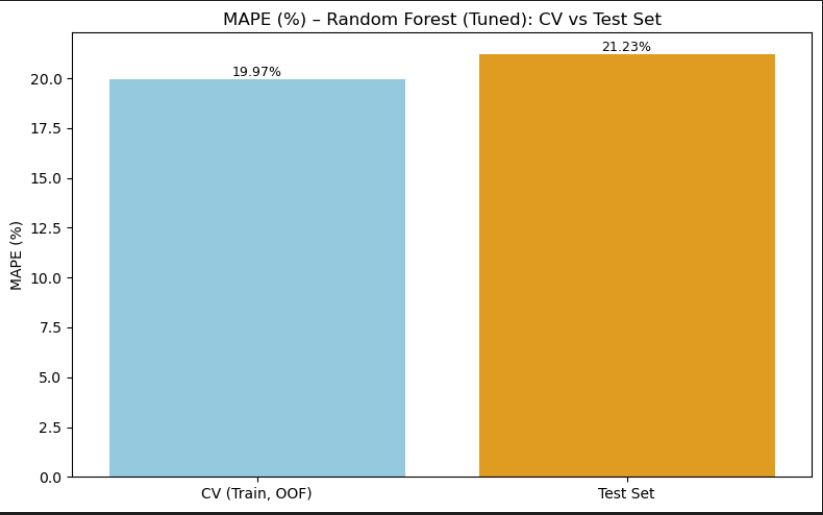 MAPE (%) – Random Forest (Tuned): CV vs Test Set
19.97%
21.23%
20.0
17.5
15.0
12.5
10.0
7.5
5.0
2.5
0.0
MAPE (%)
CV (Train, OOF)
Test Set